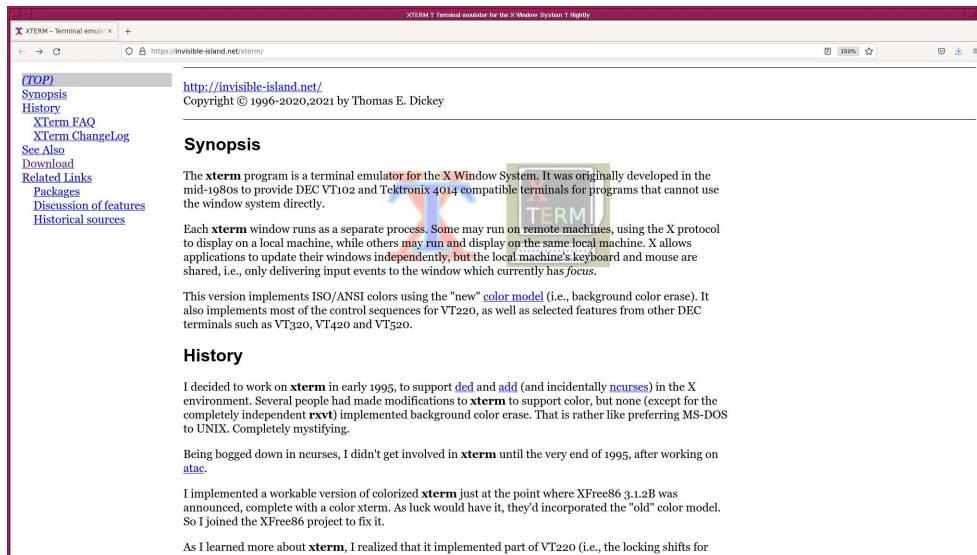 XTERM ? Terminal emulator for the X Window System ? Nightly
XTERM – Terminal emula
https://invisible-island.net/xterm/
150%
(TOP)
Synopsis
History
XTerm FAQ
XTerm ChangeLog
See Also
Download
Related Links
Packages
Discussion of features
Historical sources
http://invisible-island.net/
Copyright © 1996-2020,2021 by Thomas E. Dickey
Synopsis
The xterm program is a terminal emulator for the X Window System. It was originally developed in the
mid-1980s to provide DEC VT102 and Tektronix 4014 compatible terminals for programs that cannot use
the window system directly.
Each xterm window runs as a separate process. Some may run on remote machines, using the X protocol
to display on a local machine, while others may run and display on the same local machine. X allows
applications to update their windows independently, but the local machine's keyboard and mouse are
shared, i.e., only delivering input events to the window which currently has focus.
This version implements ISO/ANSI colors using the "new" color model (i.e., background color erase). It
also implements most of the control sequences for VT220, as well as selected features from other DEC
terminals such as VT320, VT420 and VT520.
X
TERM
History
I decided to work on xterm in early 1995, to support ded and add (and incidentally ncurses) in the X
environment. Several people had made modifications to xterm to support color, but none (except for the
completely independent rxvt) implemented background color erase. That is rather like preferring MS-DOS
to UNIX. Completely mystifying.
Being bogged down in ncurses, I didn't get involved in xterm until the very end of 1995, after working on
atac.
I implemented a workable version of colorized xterm just at the point where XFree86 3.1.2B was
announced, complete with a color xterm. As luck would have it, they'd incorporated the "old" color model.
So I joined the XFree86 project to fix it.
As I learned more about xterm, I realized that it implemented part of VT220 (i.e., the locking shifts for